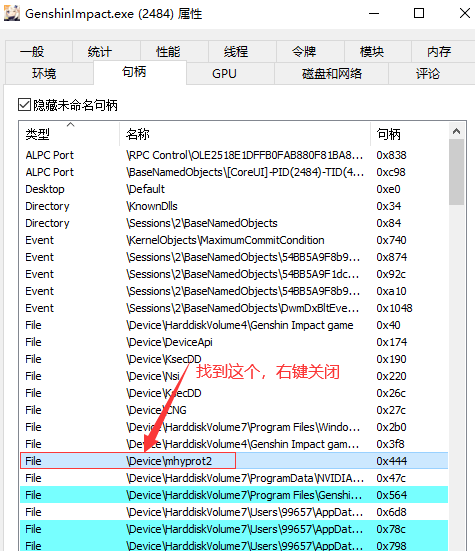 GenshinImpact.exe (2484) 属性
一般 统计 性能 线程 令牌 模块 内存
环境 句柄 GPU 磁盘和网络 评论
隐藏未命名句柄
类型 名称 句柄
ALPC Port \RPC Control\OLE2518E1DFFB0FAB880F81BA8... 0x838
ALPC Port \BaseNamedObjects\[CoreUI]-PID(2484)-TID(4... 0xc98
Desktop \Default 0xe0
Directory \KnownDlls 0x34
Directory \Sessions\2\BaseNamedObjects 0x84
Event \KernelObjects\MaximumCommitCondition 0x740
Event \Sessions\2\BaseNamedObjects\54BB5A9F8b9... 0x874
Event \Sessions\2\BaseNamedObjects\54BB5A9F1dc... 0x92c
Event \Sessions\2\BaseNamedObjects\54BB5A9F8b9... 0xa10
Event \Sessions\2\BaseNamedObjects\DwmDxBltEve... 0x1048
File \Device\HarddiskVolume4\Genshin Impact game 0x40
File \Device\DeviceApi 0x174
File \Device\KsecDD 0x190
找到这个，右键关闭
File \Device\Nsi 0x220
File \Device\KsecDD 0x26c
File \Device\CNG 0x27c
File \Device\HarddiskVolume7\Program Files\Windo... 0x2b0
File \Device\HarddiskVolume4\Genshin Impact gam... 0x3f8
File \Device\mhyprot2 0x444
File \Device\HarddiskVolume7\ProgramData\NVIDIA... 0x47c
File \Device\HarddiskVolume7\Program Files\Genshi... 0x564
File \Device\HarddiskVolume7\Users\99657\AppDat... 0x6d8
File \Device\HarddiskVolume7\Users\99657\AppDat... 0x78c
File \Device\HarddiskVolume7\Users\99657\AppDat... 0x798